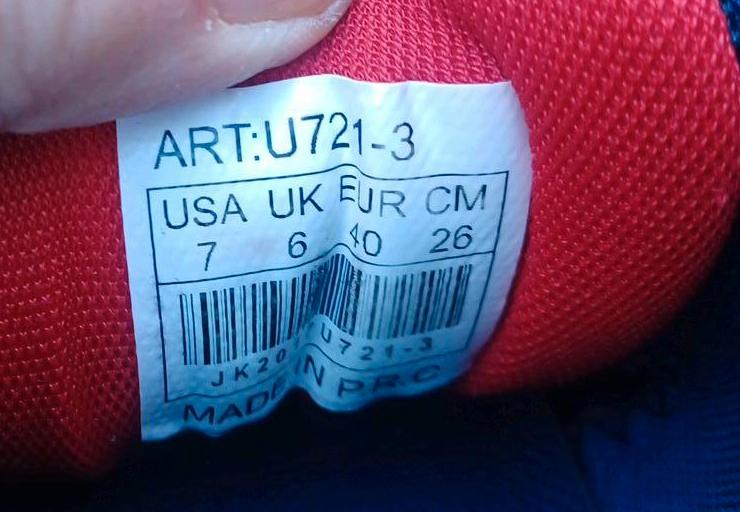 ART:U721-3
USA UK EUR CM
7 6 40 26
U721-3
MADE IN P.R.C